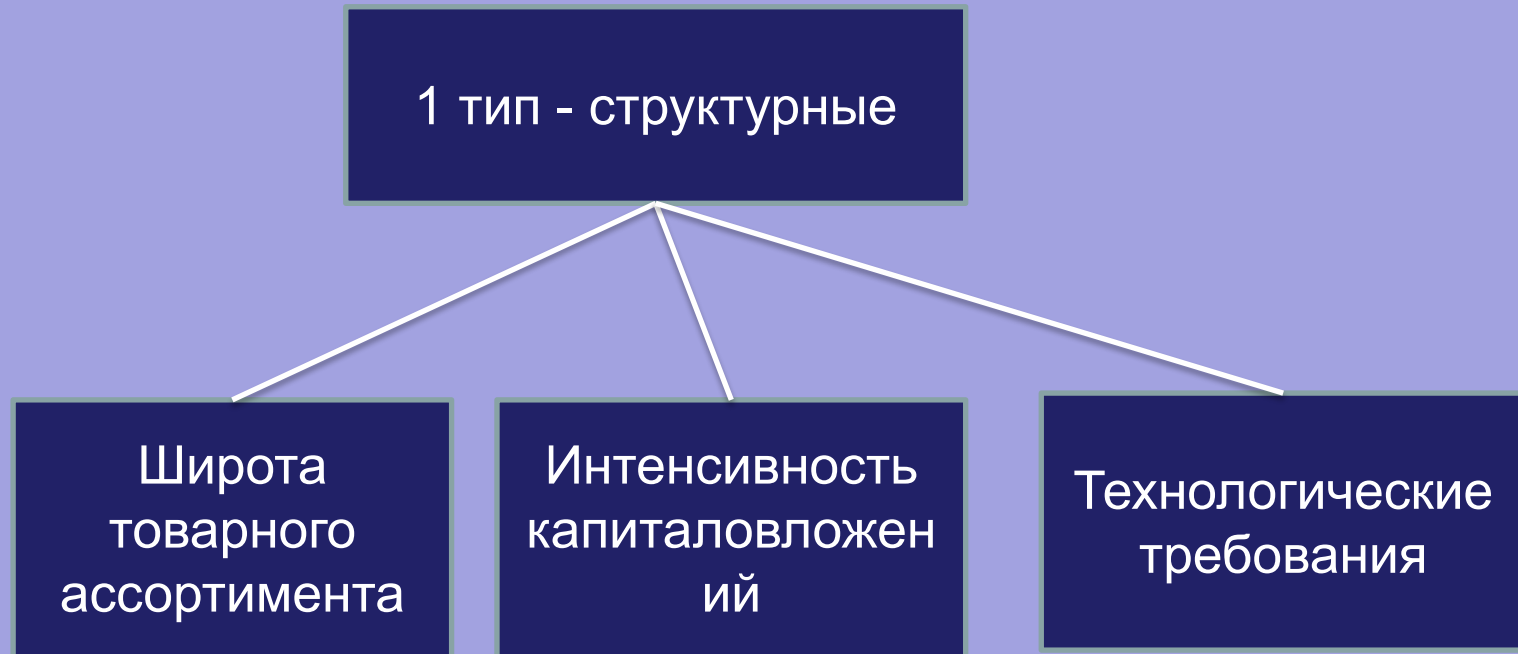 1 тип - структурные
Широта
товарного
ассортимента
Интенсивность
капиталовложен
ий
Технологические
требования